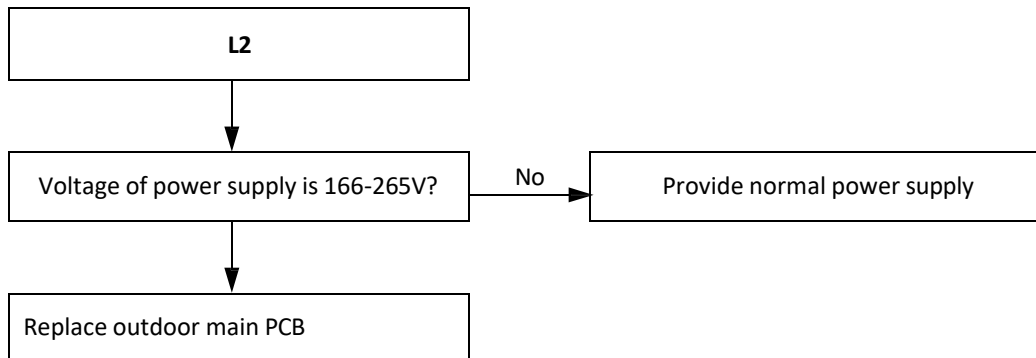 L2
Voltage of power supply is 166-265V?
No
Provide normal power supply
Replace outdoor main PCB